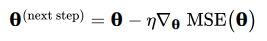 𝛉^(next step) = 𝛉 − η∇_𝛉 MSE(𝛉)